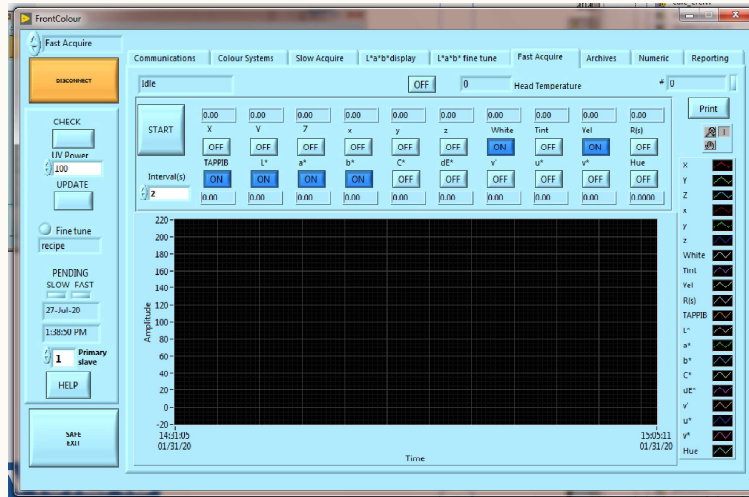 FrontColour
Fast Acquire
Communications Colour Systems Slow Acquire L*a*b*display L*a*b* fine tune Fast Acquire Archives Numeric Reporting
DISCONNECT
Idle OFF 0 Head Temperature # 0
CHECK
UV Power
100
UPDATE
Fine tune
recipe
PENDING
SLOW FAST
27-Jul-20
1:38:50 PM
1 Primary slave
HELP
SAFE
EXIT
START
Interval(s)
2
0.00 0.00 0.00 0.00 0.00 0.00 0.00 0.00 0.00 0.00
X Y Z x y z White Tint Yel R(s)
OFF OFF OFF OFF OFF OFF ON OFF ON OFF
TAPPIB L* a* b* C* dE* v' u* v* Hue
ON ON ON ON OFF OFF OFF OFF OFF OFF
0.00 0.00 0.00 0.00 0.00 0.00 0.00 0.00 0.00 0.0000
Print
Amplitude
220
200
180
160
140
120
100
80
60
40
20
0
-20
14:31:05
01/31/20
15:05:11
01/31/20
Time
X
Y
Z
x
y
z
White
Tint
Yel
R(s)
TAPPIB
L*
a*
b*
C*
dE*
v'
u*
v*
Hue